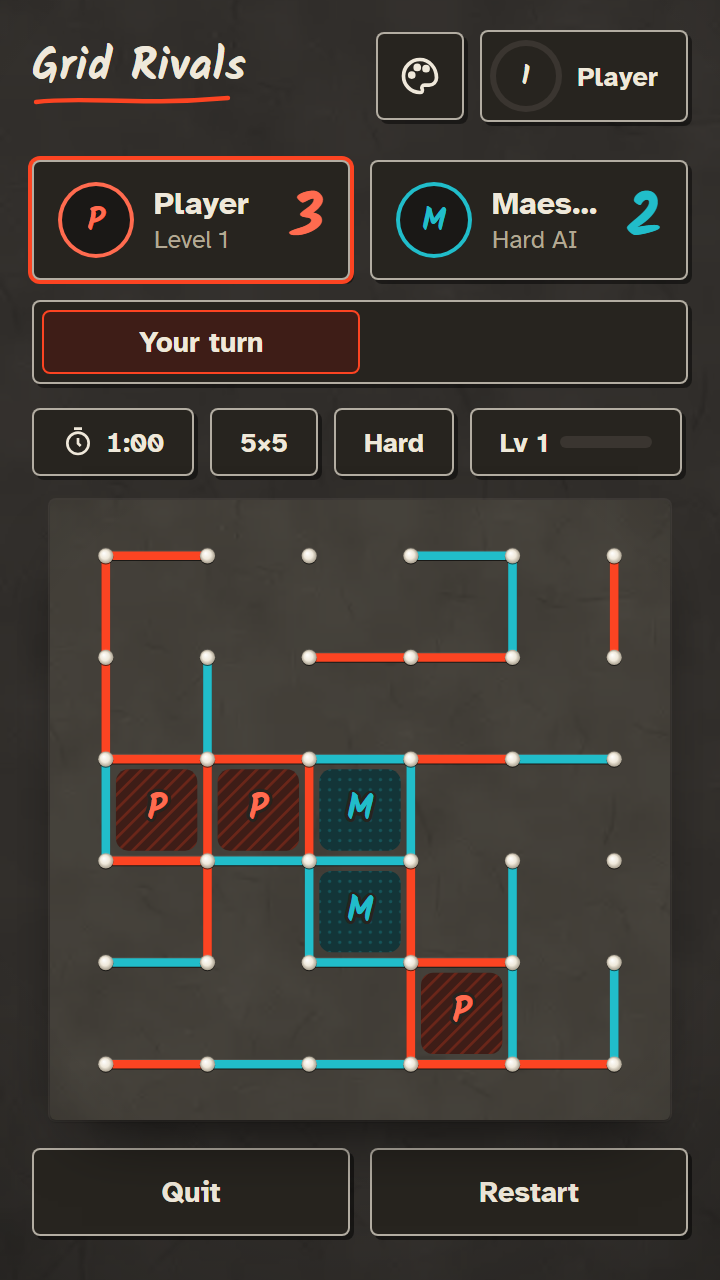 Grid Rivals
I
Player
P
Player
Level 1
3
M
Maes...
Hard AI
2
Your turn
1:00
5×5
Hard
Lv 1
P
P
M
M
P
Quit
Restart